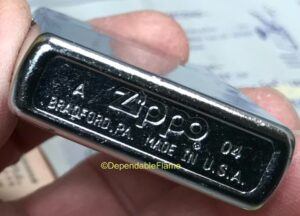 A Zippo 04
BRADFORD.PA. MADE IN U.S.A.
©DependableFlame